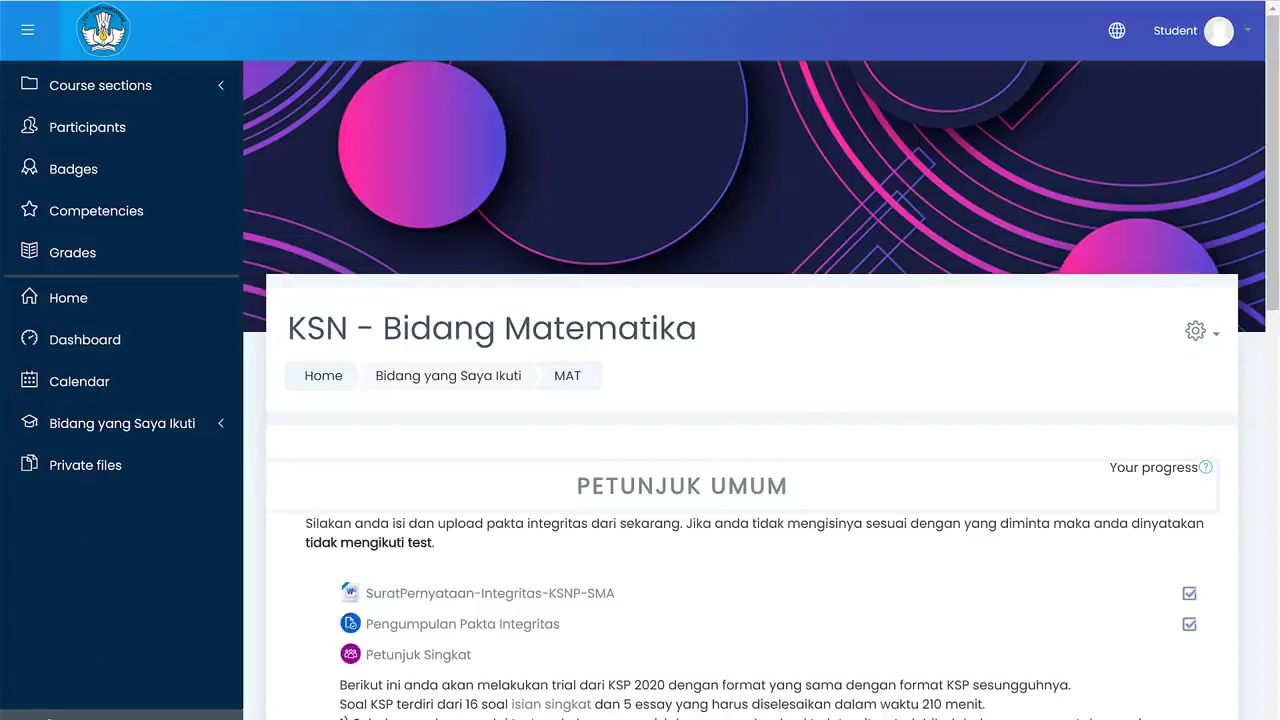 Student
Course sections
Participants
Badges
Competencies
Grades
Home
Dashboard
Calendar
Bidang yang Saya Ikuti
Private files
KSN - Bidang Matematika
Home
Bidang yang Saya Ikuti
MAT
Your progress
PETUNJUK UMUM
Silakan anda isi dan upload pakta integritas dari sekarang. Jika anda tidak mengisinya sesuai dengan yang diminta maka anda dinyatakan
tidak mengikuti test.
SuratPernyataan-Integritas-KSNP-SMA
Pengumpulan Pakta Integritas
Petunjuk Singkat
Berikut ini anda akan melakukan trial dari KSP 2020 dengan format yang sama dengan format KSP sesungguhnya.
Soal KSP terdiri dari 16 soal isian singkat dan 5 essay yang harus diselesaikan dalam waktu 210 menit.